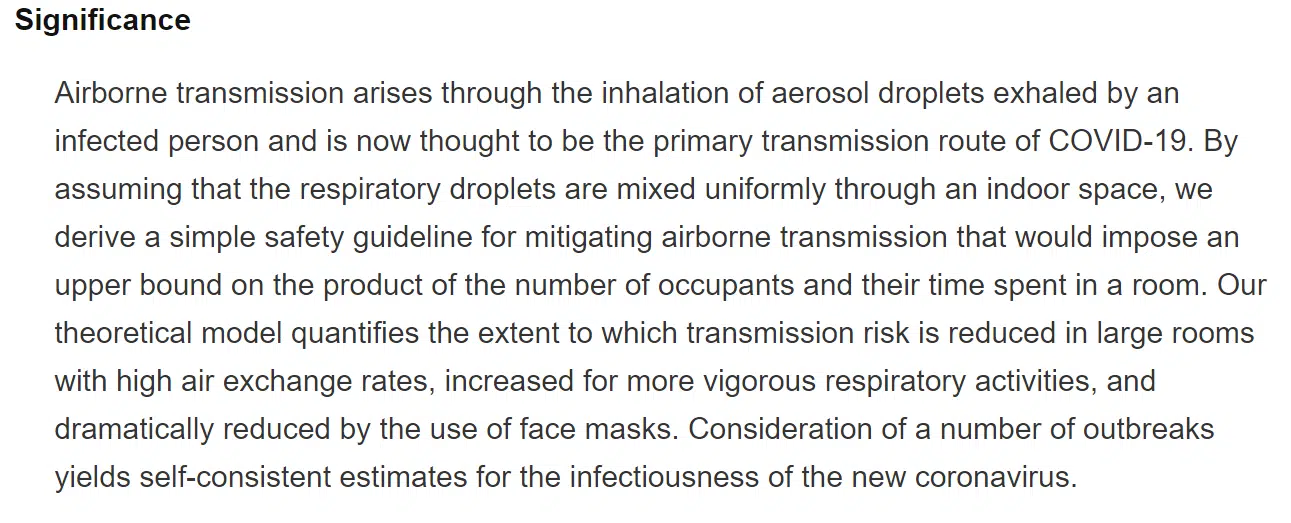 Significance
Airborne transmission arises through the inhalation of aerosol droplets exhaled by an
infected person and is now thought to be the primary transmission route of COVID-19. By
assuming that the respiratory droplets are mixed uniformly through an indoor space, we
derive a simple safety guideline for mitigating airborne transmission that would impose an
upper bound on the product of the number of occupants and their time spent in a room. Our
theoretical model quantifies the extent to which transmission risk is reduced in large rooms
with high air exchange rates, increased for more vigorous respiratory activities, and
dramatically reduced by the use of face masks. Consideration of a number of outbreaks
yields self-consistent estimates for the infectiousness of the new coronavirus.